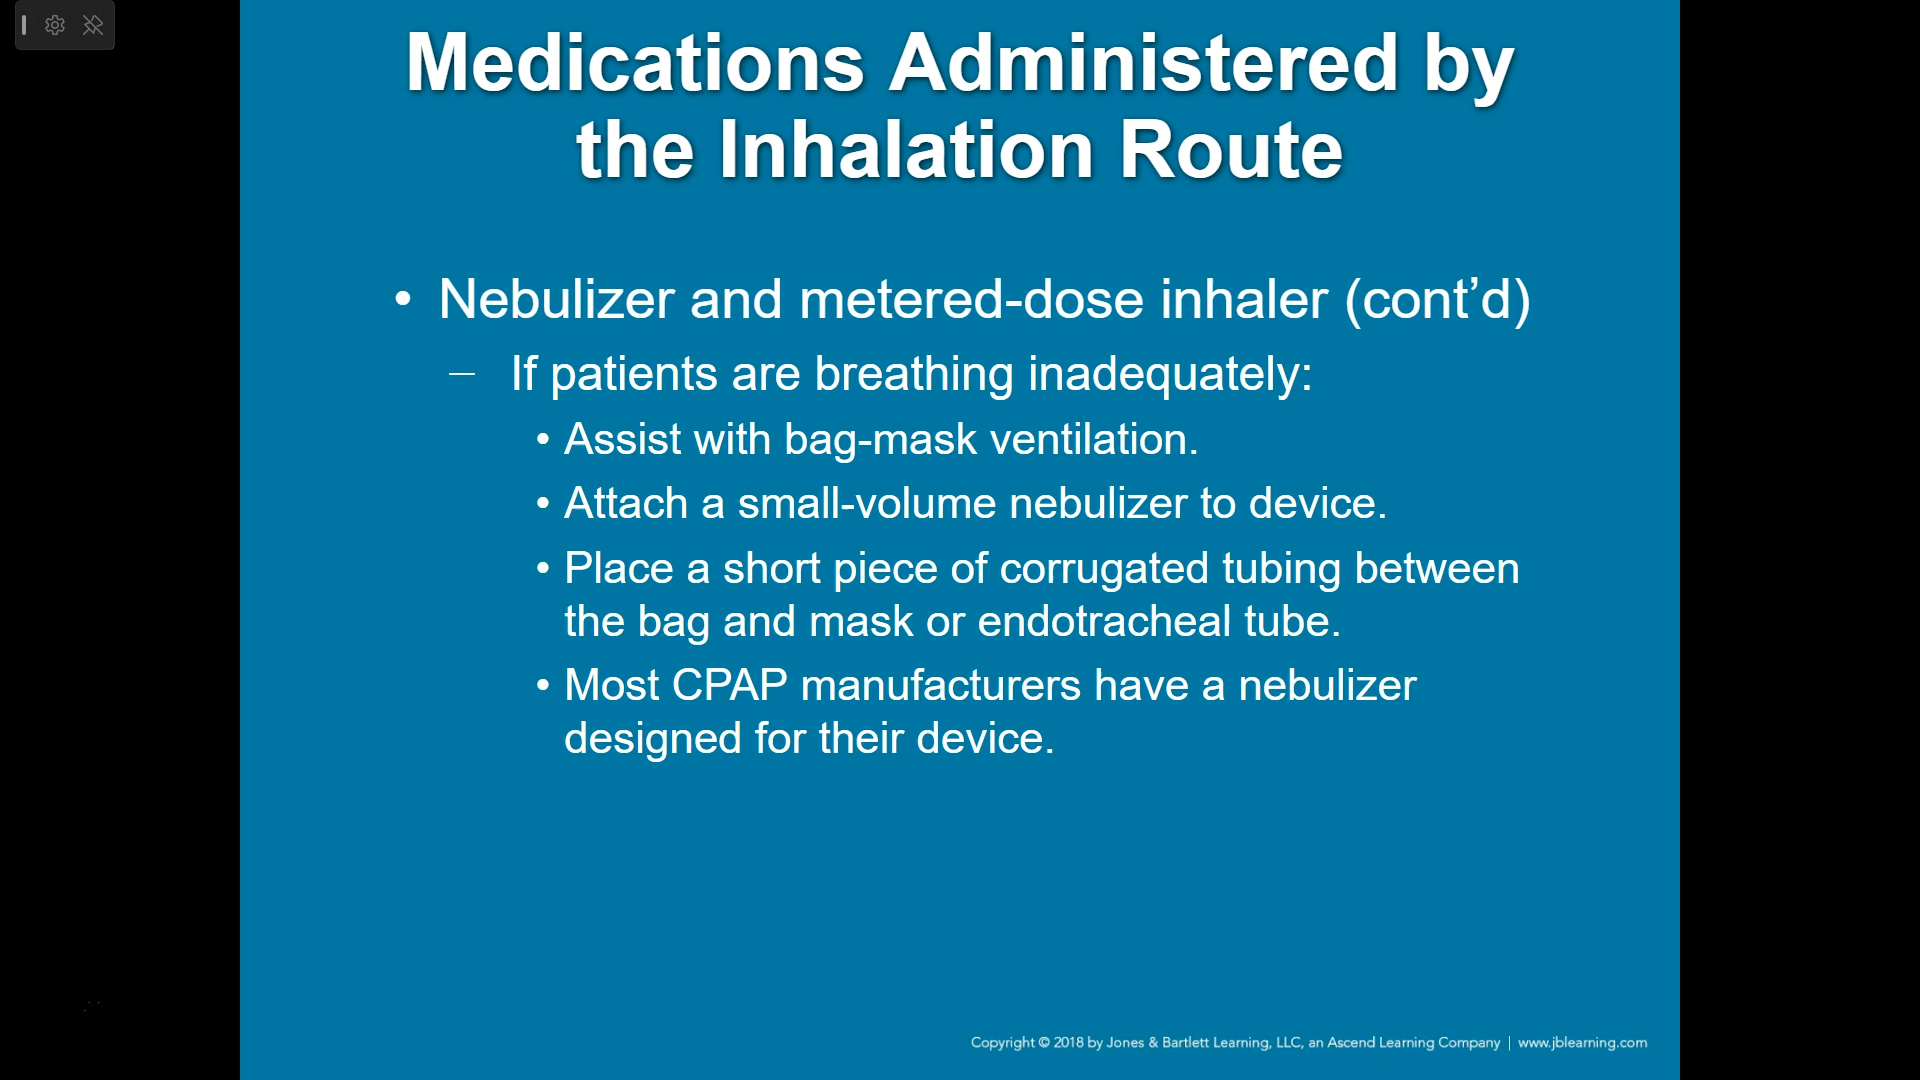 Medications Administered by
the Inhalation Route
• Nebulizer and metered-dose inhaler (cont’d)
– If patients are breathing inadequately:
• Assist with bag-mask ventilation.
• Attach a small-volume nebulizer to device.
• Place a short piece of corrugated tubing between
the bag and mask or endotracheal tube.
• Most CPAP manufacturers have a nebulizer
designed for their device.
Copyright © 2018 by Jones & Bartlett Learning, LLC, an Ascend Learning Company | www.jblearning.com